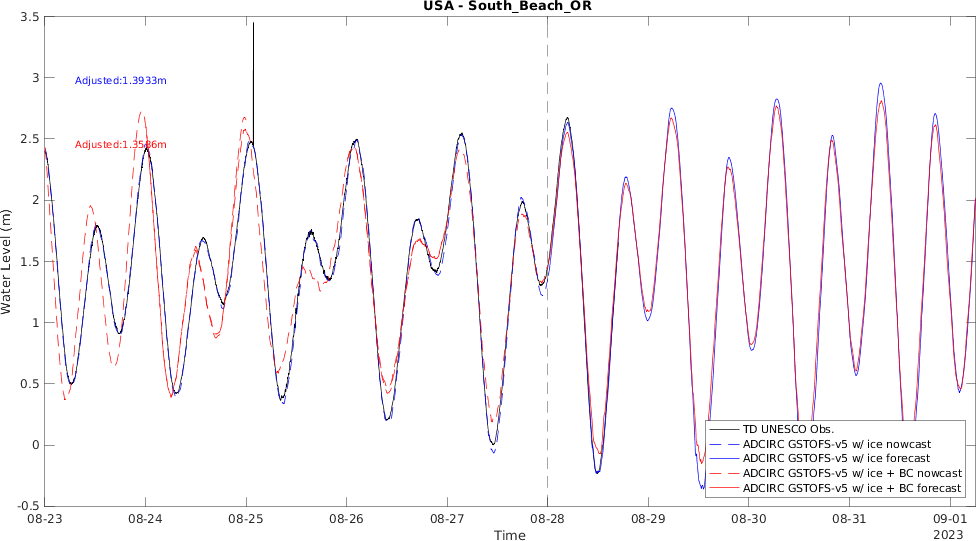 USA - South_Beach_OR
3.5
3
2.5
2
1.5
1
0.5
0
-0.5
Water Level (m)
Adjusted:1.3933m
Adjusted:1.3586m
TD UNESCO Obs.
ADCIRC GSTOFS-v5 w/ ice nowcast
ADCIRC GSTOFS-v5 w/ ice forecast
ADCIRC GSTOFS-v5 w/ ice + BC nowcast
ADCIRC GSTOFS-v5 w/ ice + BC forecast
08-23 08-24 08-25 08-26 08-27 08-28 08-29 08-30 08-31 09-01
Time 2023